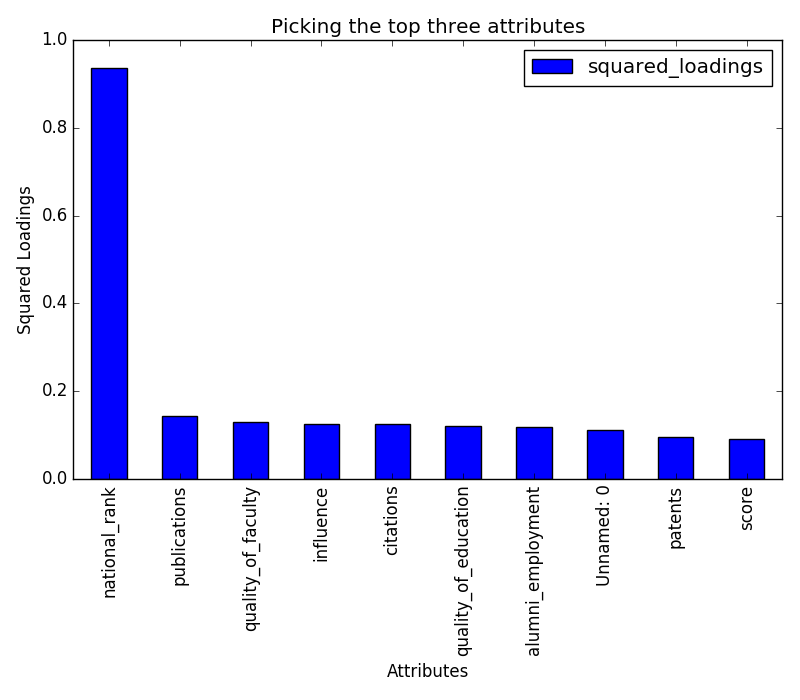 Picking the top three attributes
squared_loadings
Squared Loadings
1.0
0.8
0.6
0.4
0.2
0.0
national_rank
publications
quality_of_faculty
influence
citations
quality_of_education
alumni_employment
Unnamed: 0
patents
score
Attributes